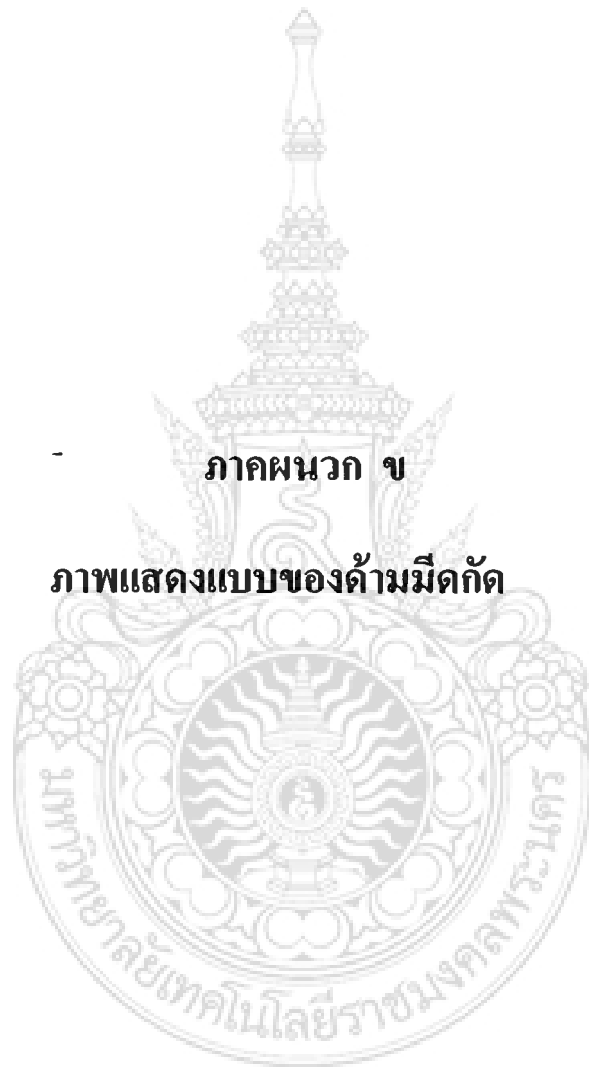 ภาคผนวก ข
ภาพแสดงแบบของด้ามมีดกัด
มหาวิทยาลัยเทคโนโลยีราชมงคลพระนคร